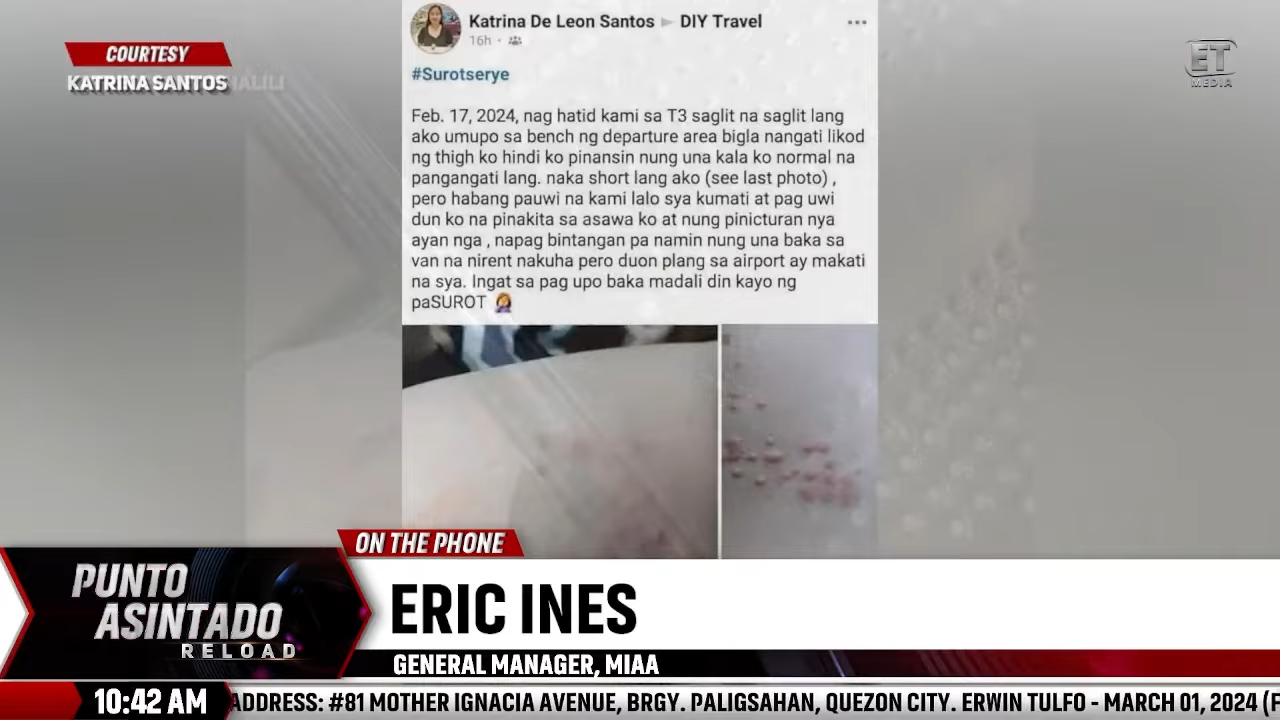 COURTESY
KATRINA SANTOS
Katrina De Leon Santos ► DIY Travel
16h
#Surotserye
Feb. 17, 2024, nag hatid kami sa T3 saglit na saglit lang
ako umupo sa bench ng departure area bigla nangati likod
ng thigh ko hindi ko pinansin nung una kala ko normal na
pangangati lang. naka short lang ako (see last photo) ,
pero habang pauwi na kami lalo sya kumati at pag uwi
dun ko na pinakita sa asawa ko at nung pinicturan nya
ayan nga , napag bintangan pa namin nung una baka sa
van na nirent nakuha pero duon plang sa airport ay makati
na sya. Ingat sa pag upo baka madali din kayo ng
paSUROT 🤦‍♀️
ET
MEDIA
ON THE PHONE
ERIC INES
GENERAL MANAGER, MIAA
PUNTO
ASINTADO
RELOAD
10:42 AM
ADDRESS: #81 MOTHER IGNACIA AVENUE, BRGY. PALIGSAHAN, QUEZON CITY. ERWIN TULFO - MARCH 01, 2024 (F